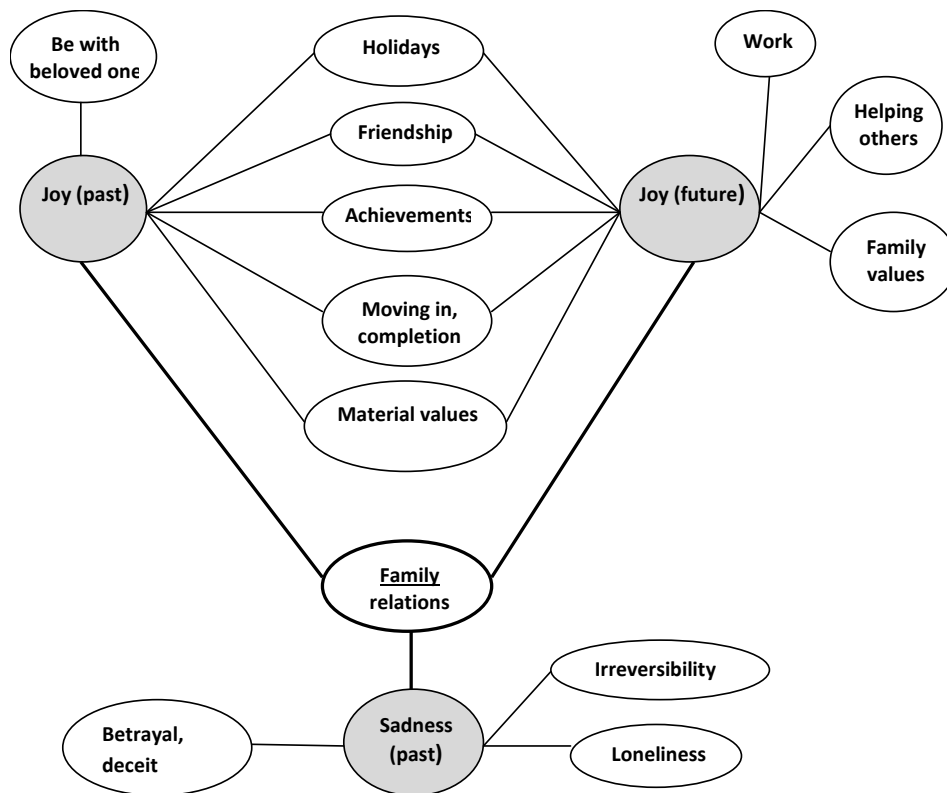 Be with
beloved one
Holidays
Work
Friendship
Helping
others
Joy (past)
Achievements
Joy (future)
Family
values
Moving in,
completion
Material values
Family
relations
Irreversibility
Sadness
(past)
Betrayal,
deceit
Loneliness